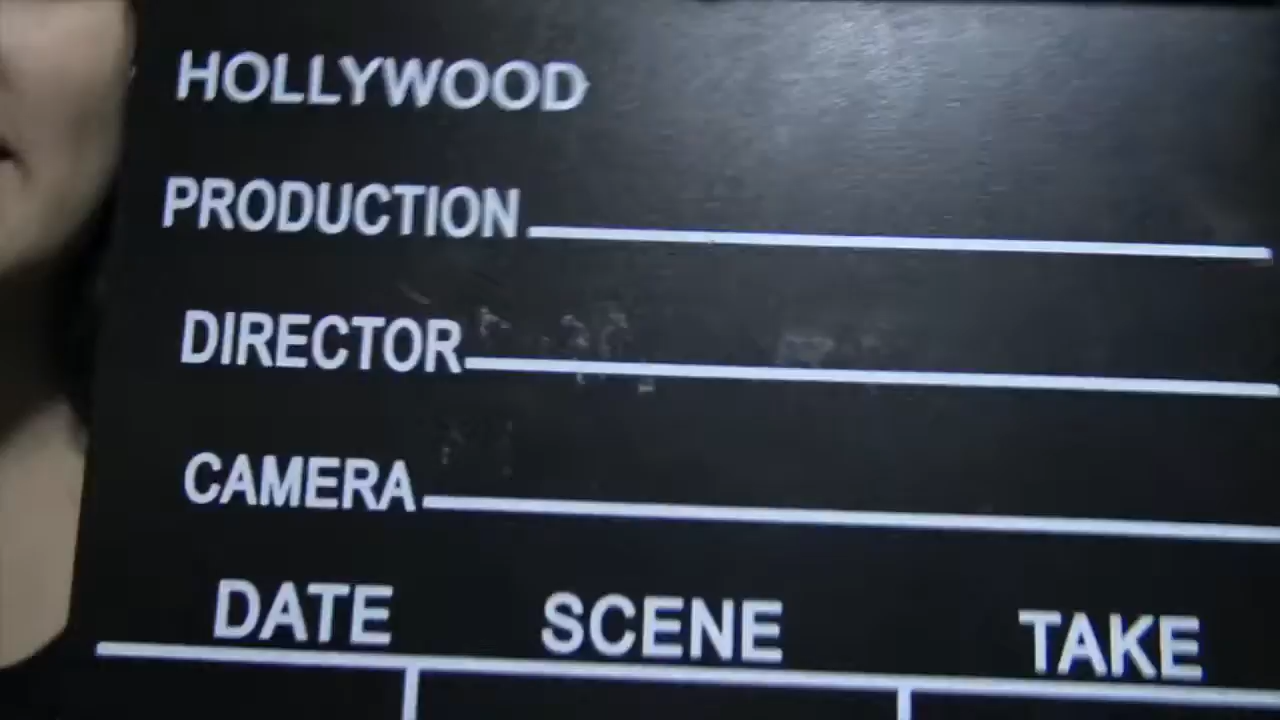 HOLLYWOOD
PRODUCTION
DIRECTOR
CAMERA
DATE SCENE TAKE